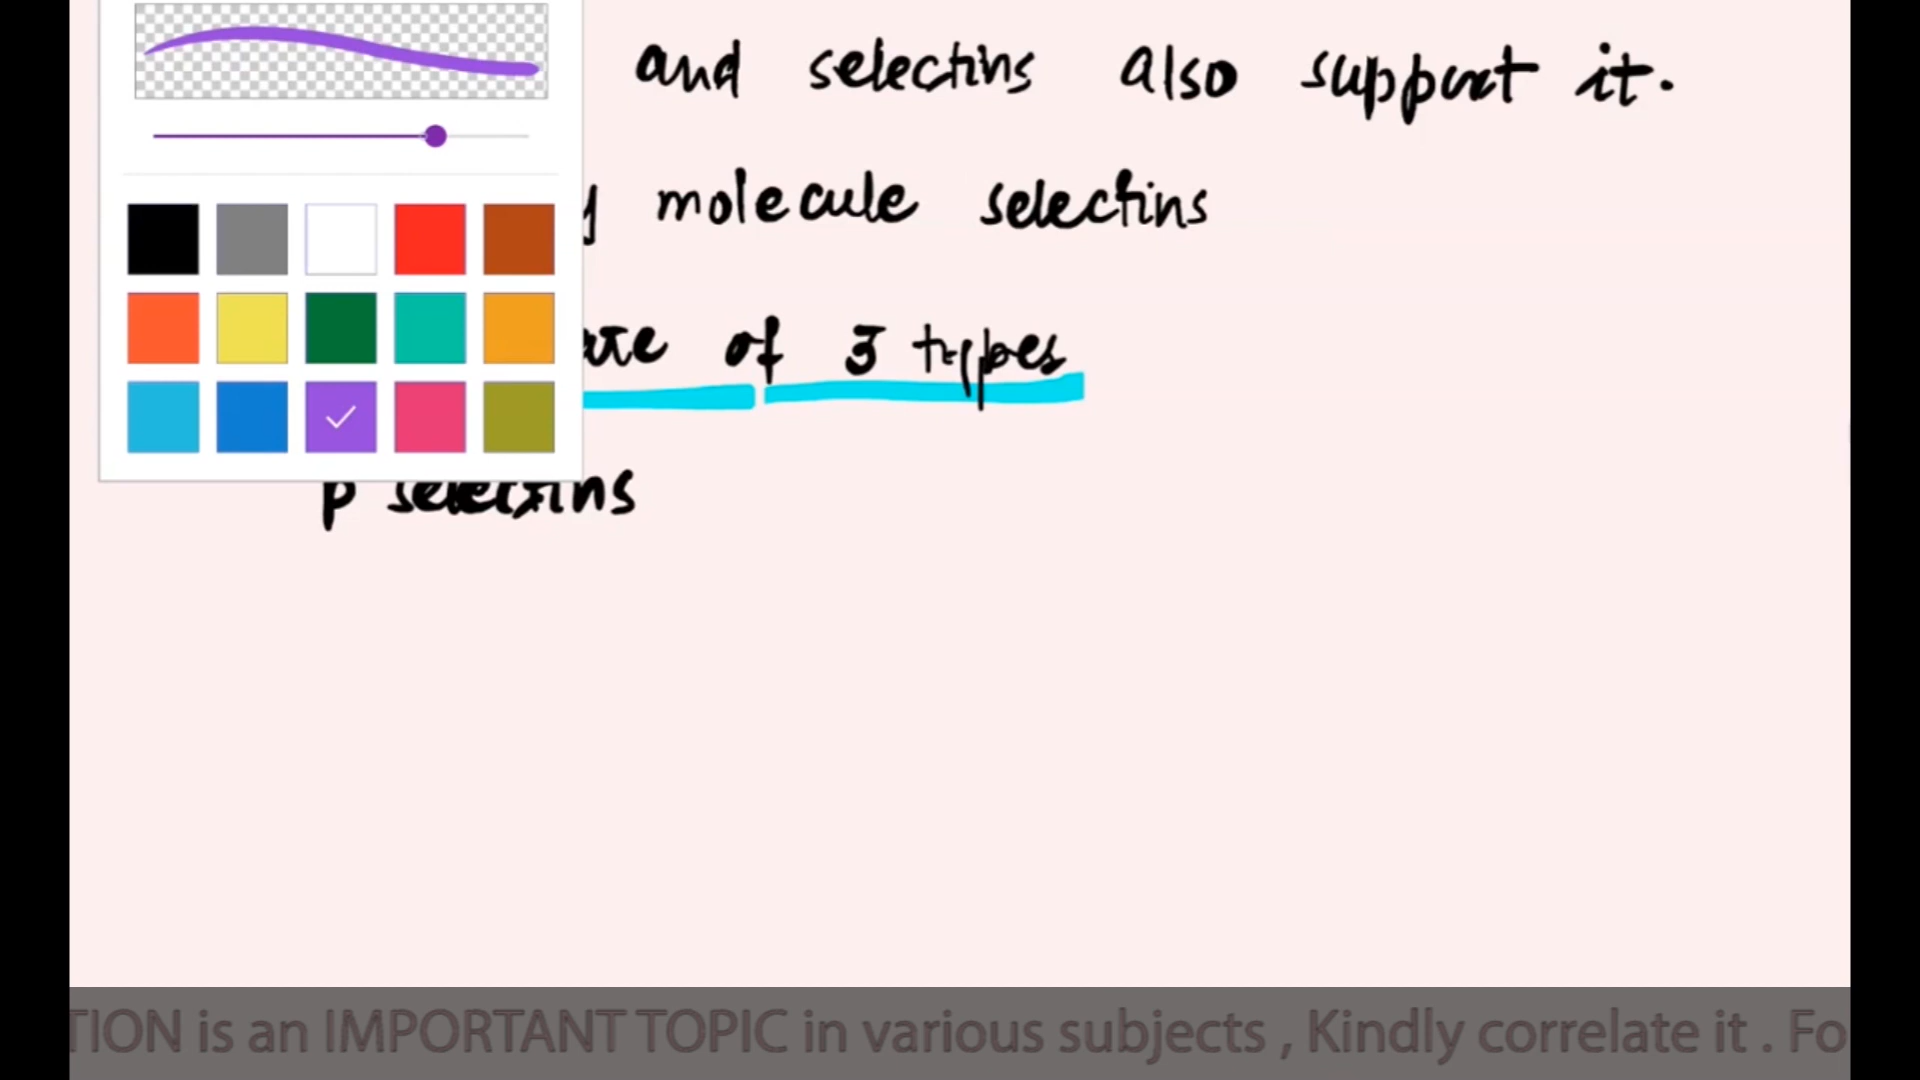 and selectins also support it.
molecule selectins
of 3 types
p selectins
TION is an IMPORTANT TOPIC in various subjects , Kindly correlate it . Fo